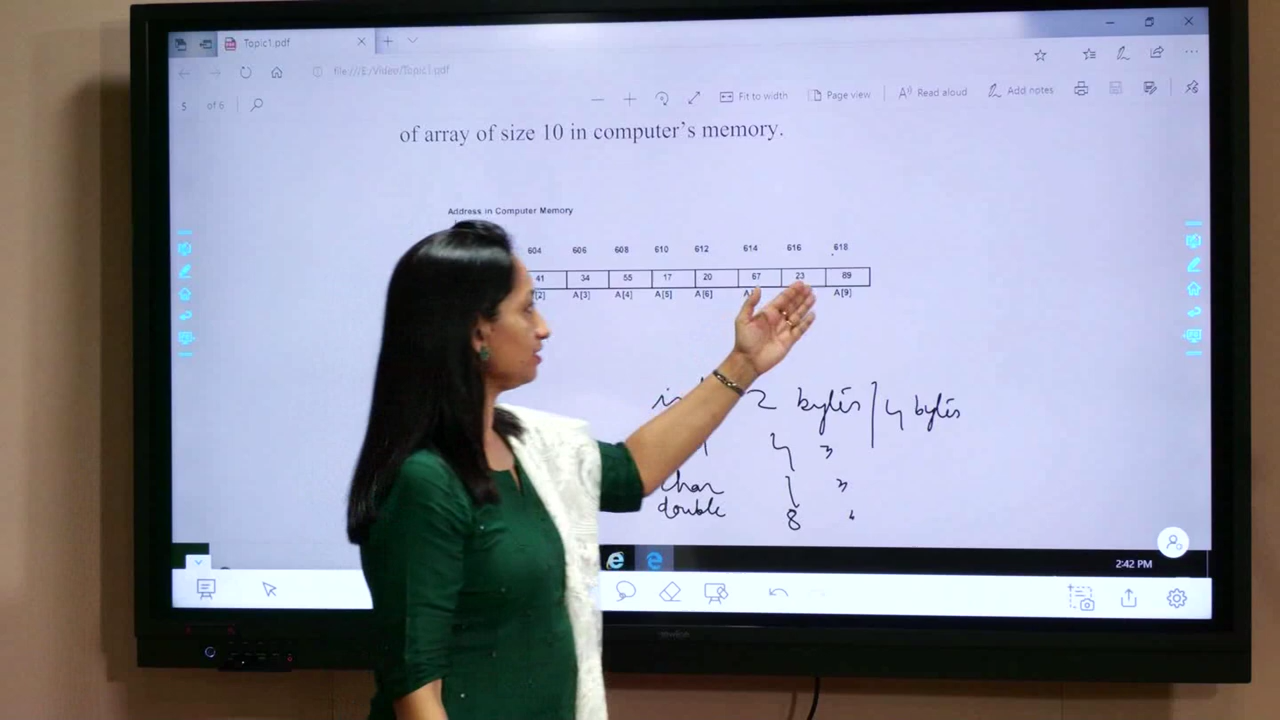 Topic1.pdf
file:///E:/Video/Topic1.pdf
5 of 6 Fit to width Page view Read aloud Add notes
of array of size 10 in computer's memory.
Address in Computer Memory
604 606 608 610 612 614 616 618
41 34 55 17 20 67 23 89
[2] A[3] A[4] A[5] A[6] A[9]
2 bytes | 4 bytes
4 "
char 1 "
double 8 "
2:42 PM